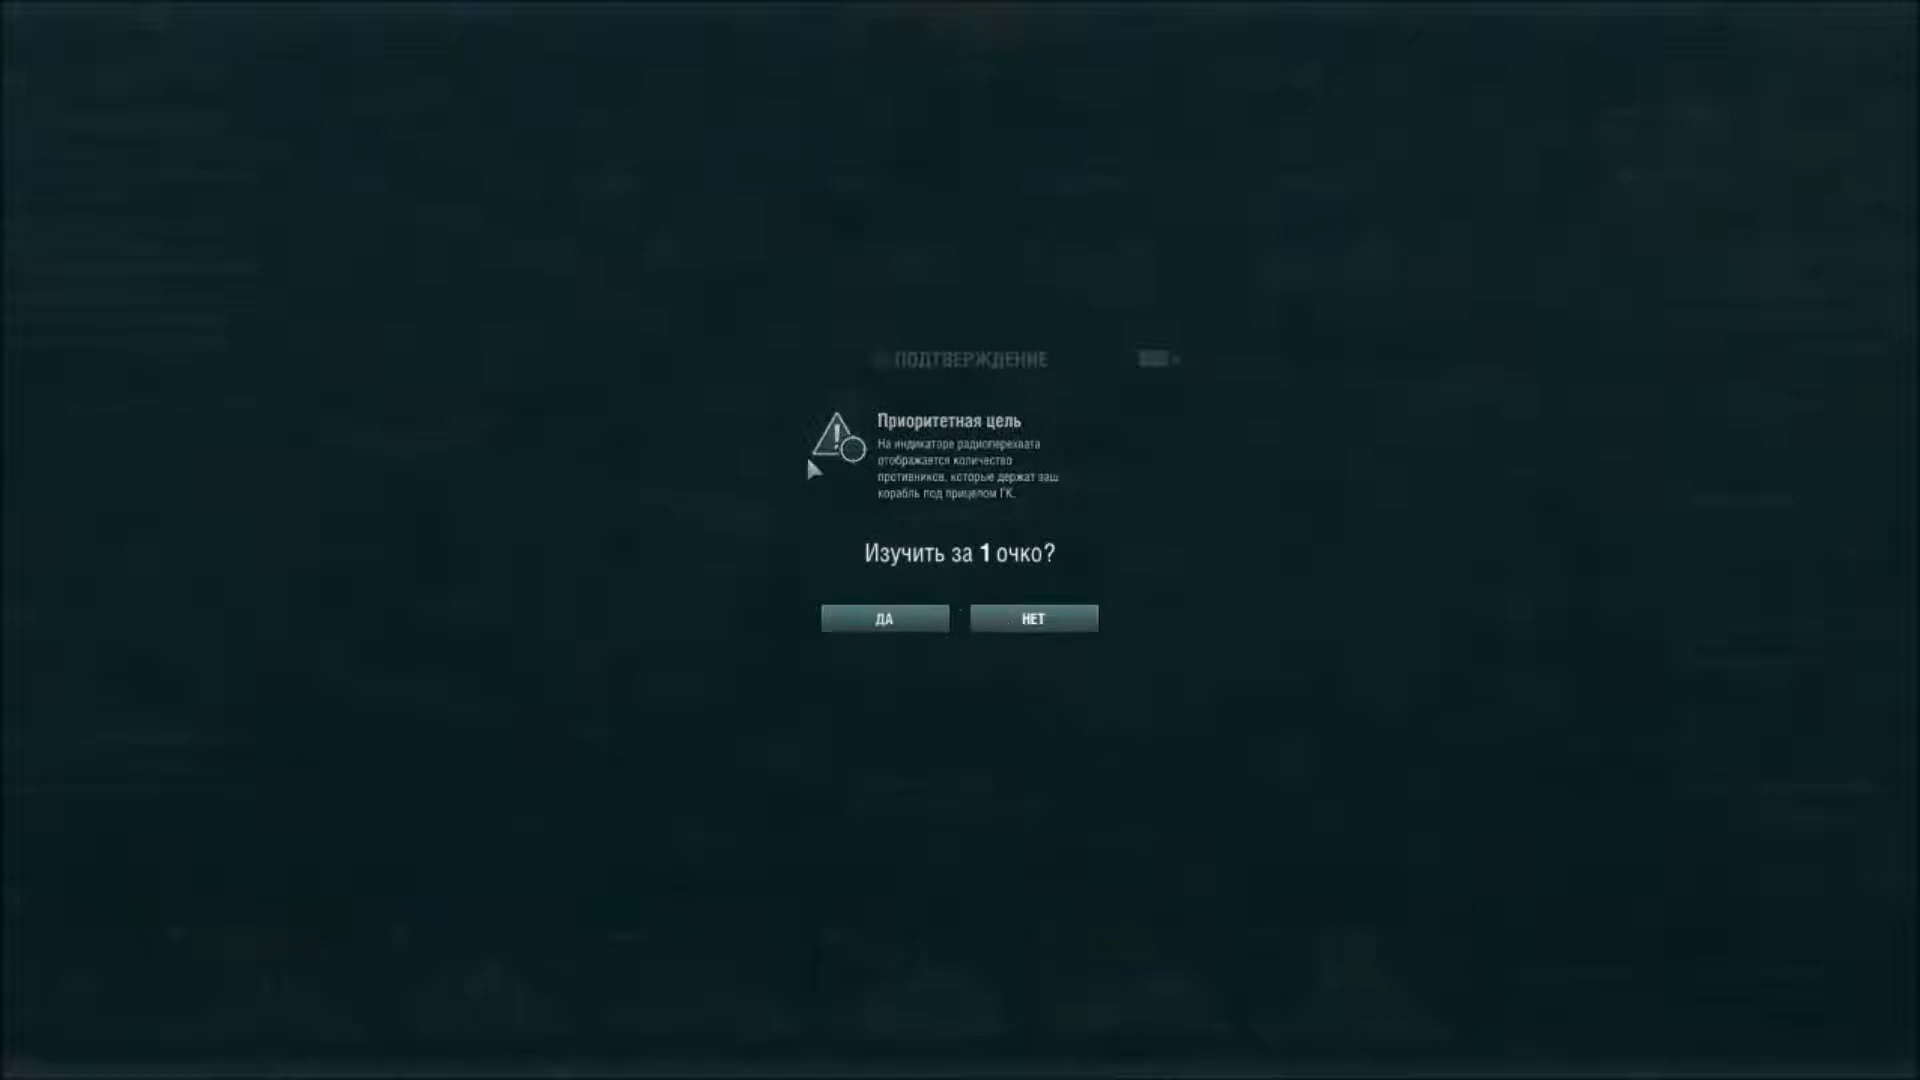 ПОДТВЕРЖДЕНИЕ
Приоритетная цель
На индикаторе радиоперехвата
отображается количество
противников, которые держат ваш
корабль под прицелом ГК.
Изучить за 1 очко?
ДА
НЕТ